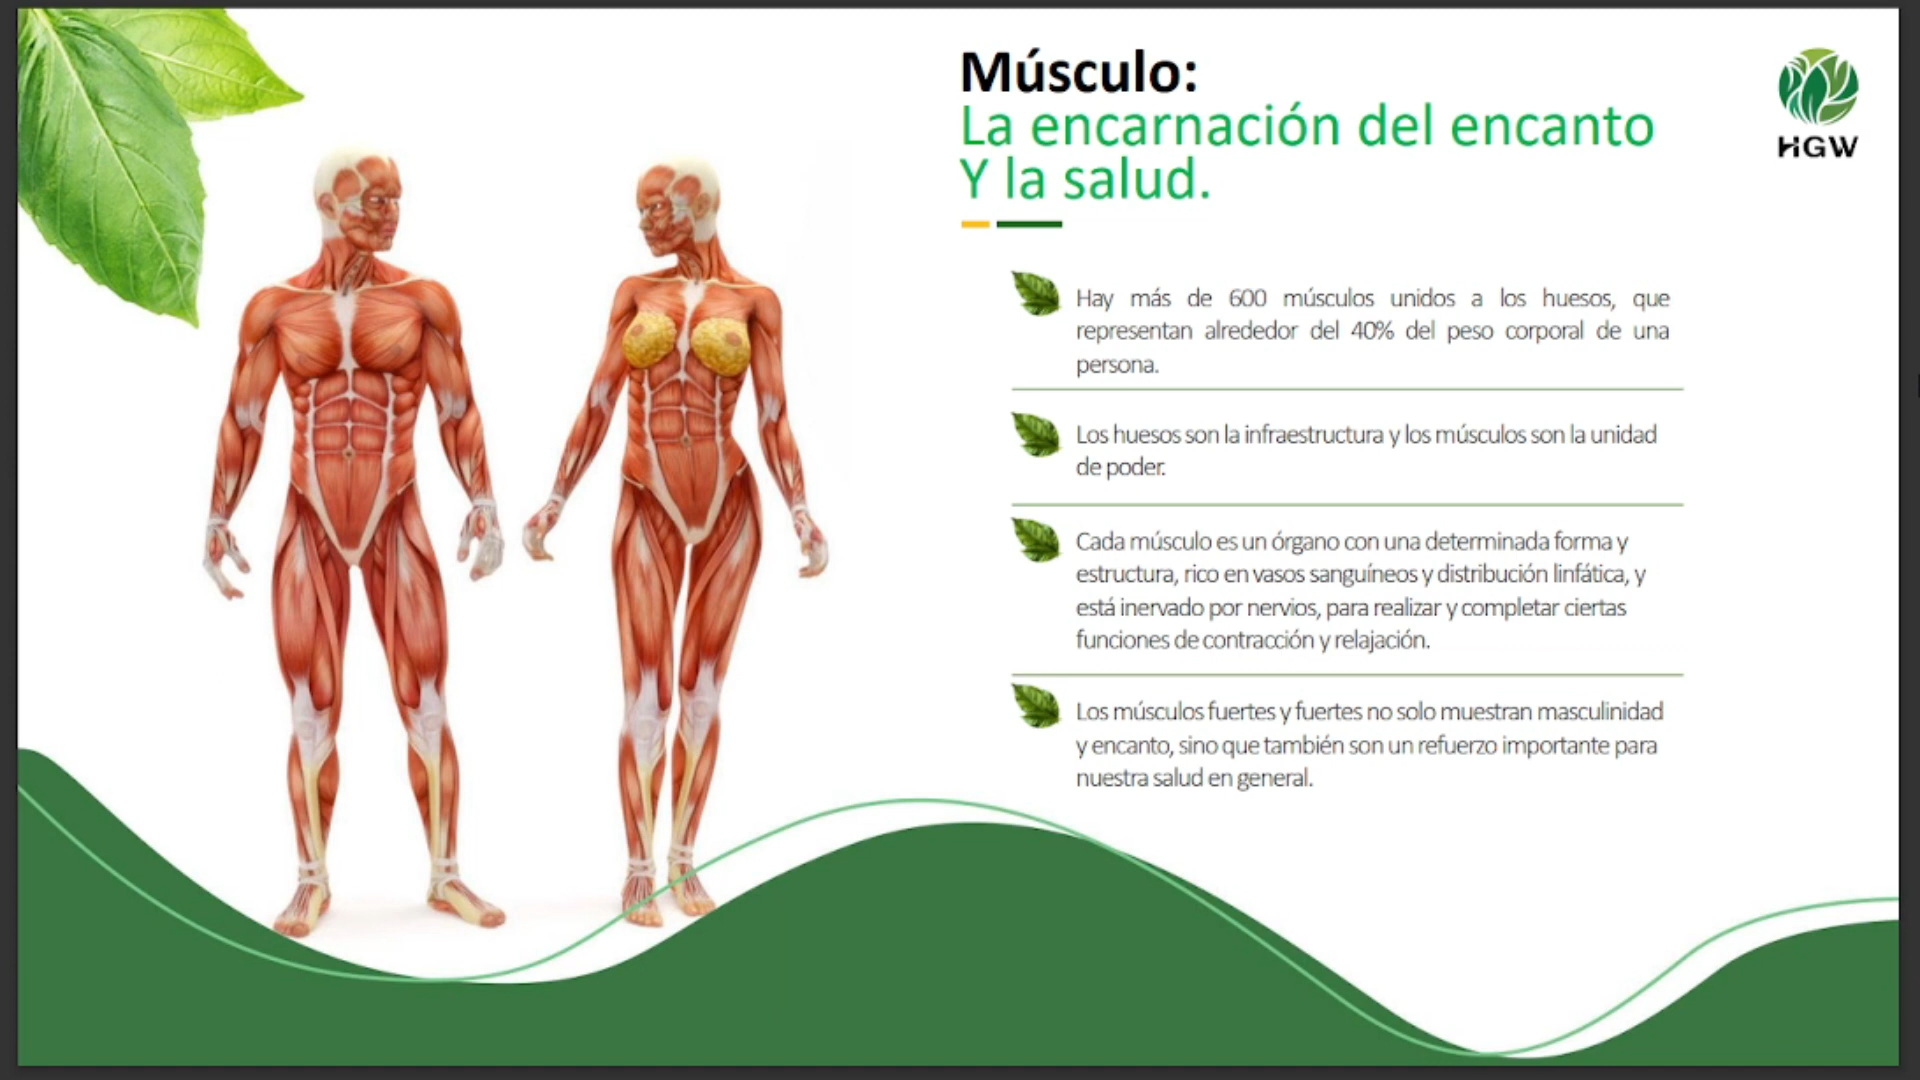 Músculo:
La encarnación del encanto
Y la salud.
HGW
Hay más de 600 músculos unidos a los huesos, que
representan alrededor del 40% del peso corporal de una
persona.
Los huesos son la infraestructura y los músculos son la unidad
de poder.
Cada músculo es un órgano con una determinada forma y
estructura, rico en vasos sanguíneos y distribución linfática, y
está inervado por nervios, para realizar y completar ciertas
funciones de contracción y relajación.
Los músculos fuertes y fuertes no solo muestran masculinidad
y encanto, sino que también son un refuerzo importante para
nuestra salud en general.